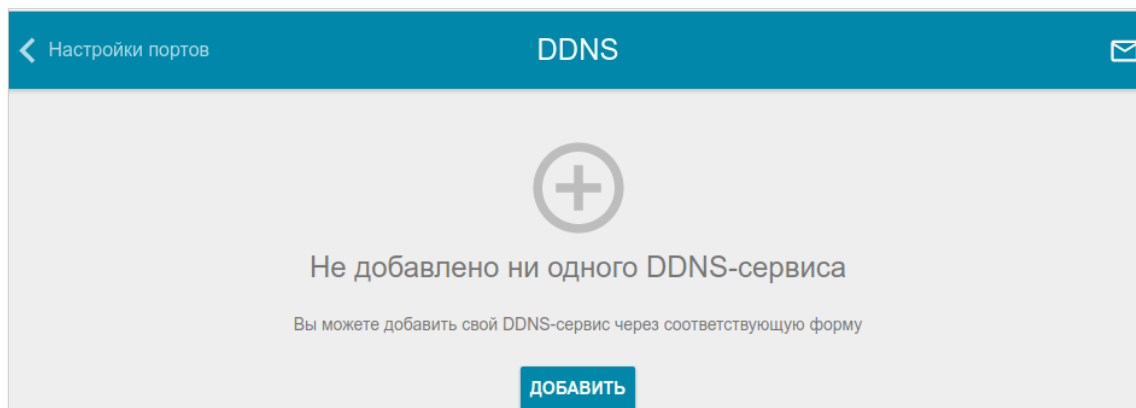 Настройки портов
DDNS
Не добавлено ни одного DDNS-сервиса
Вы можете добавить свой DDNS-сервис через соответствующую форму
ДОБАВИТЬ